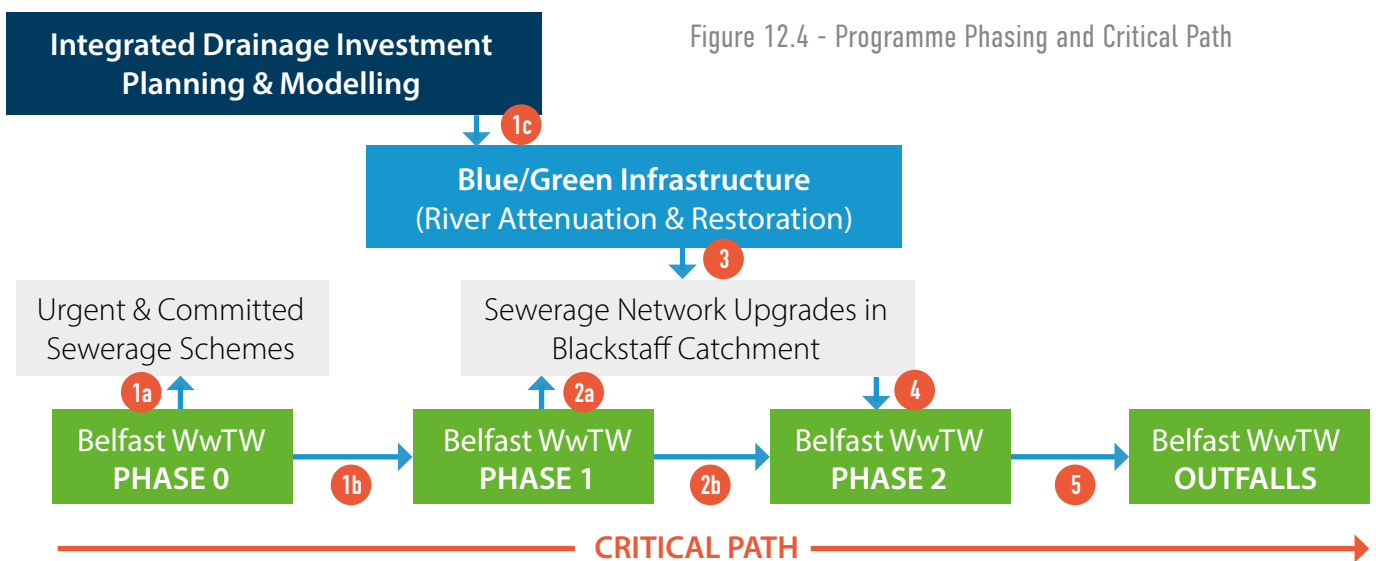 Figure 12.4 - Programme Phasing and Critical Path
Integrated Drainage Investment
Planning & Modelling
1c
Blue/Green Infrastructure
(River Attenuation & Restoration)
3
Urgent & Committed
Sewerage Schemes
Sewerage Network Upgrades in
Blackstaff Catchment
1a
2a
4
Belfast WwTW
PHASE 0
1b
Belfast WwTW
PHASE 1
2b
Belfast WwTW
PHASE 2
5
Belfast WwTW
OUTFALLS
CRITICAL PATH